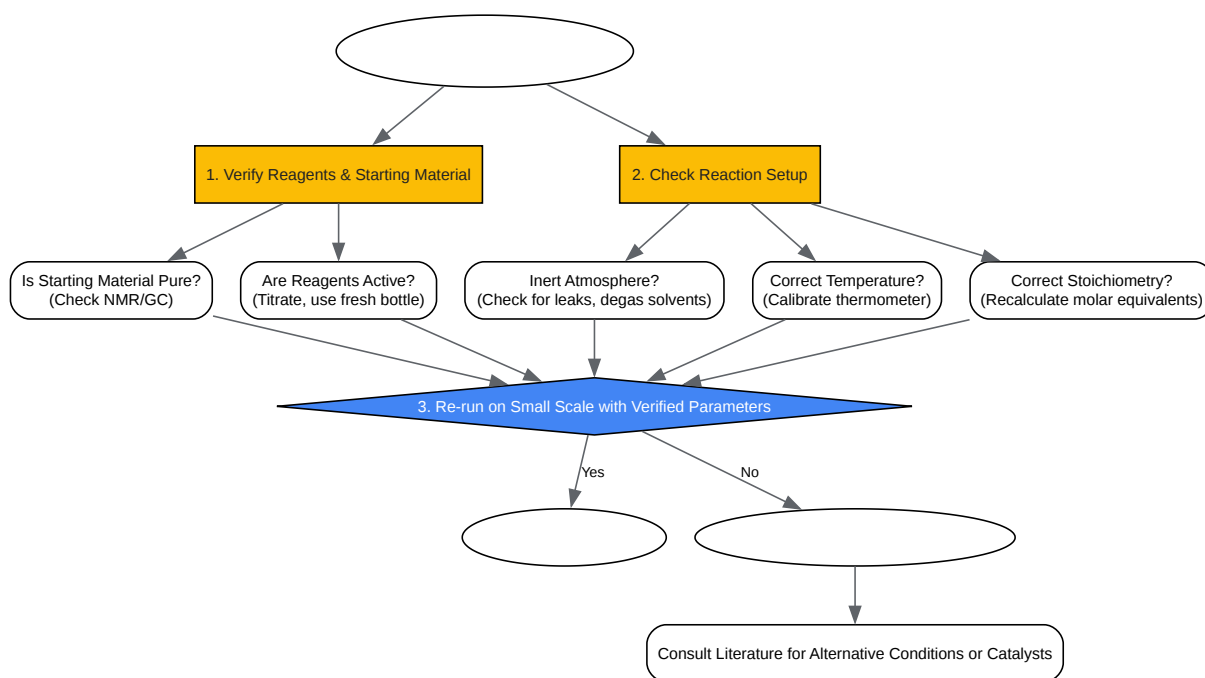 1. Verify Reagents & Starting Material
2. Check Reaction Setup
Is Starting Material Pure?
(Check NMR/GC)
Are Reagents Active?
(Titrate, use fresh bottle)
Inert Atmosphere?
(Check for leaks, degas solvents)
Correct Temperature?
(Calibrate thermometer)
Correct Stoichiometry?
(Recalculate molar equivalents)
3. Re-run on Small Scale with Verified Parameters
Yes
No
Consult Literature for Alternative Conditions or Catalysts